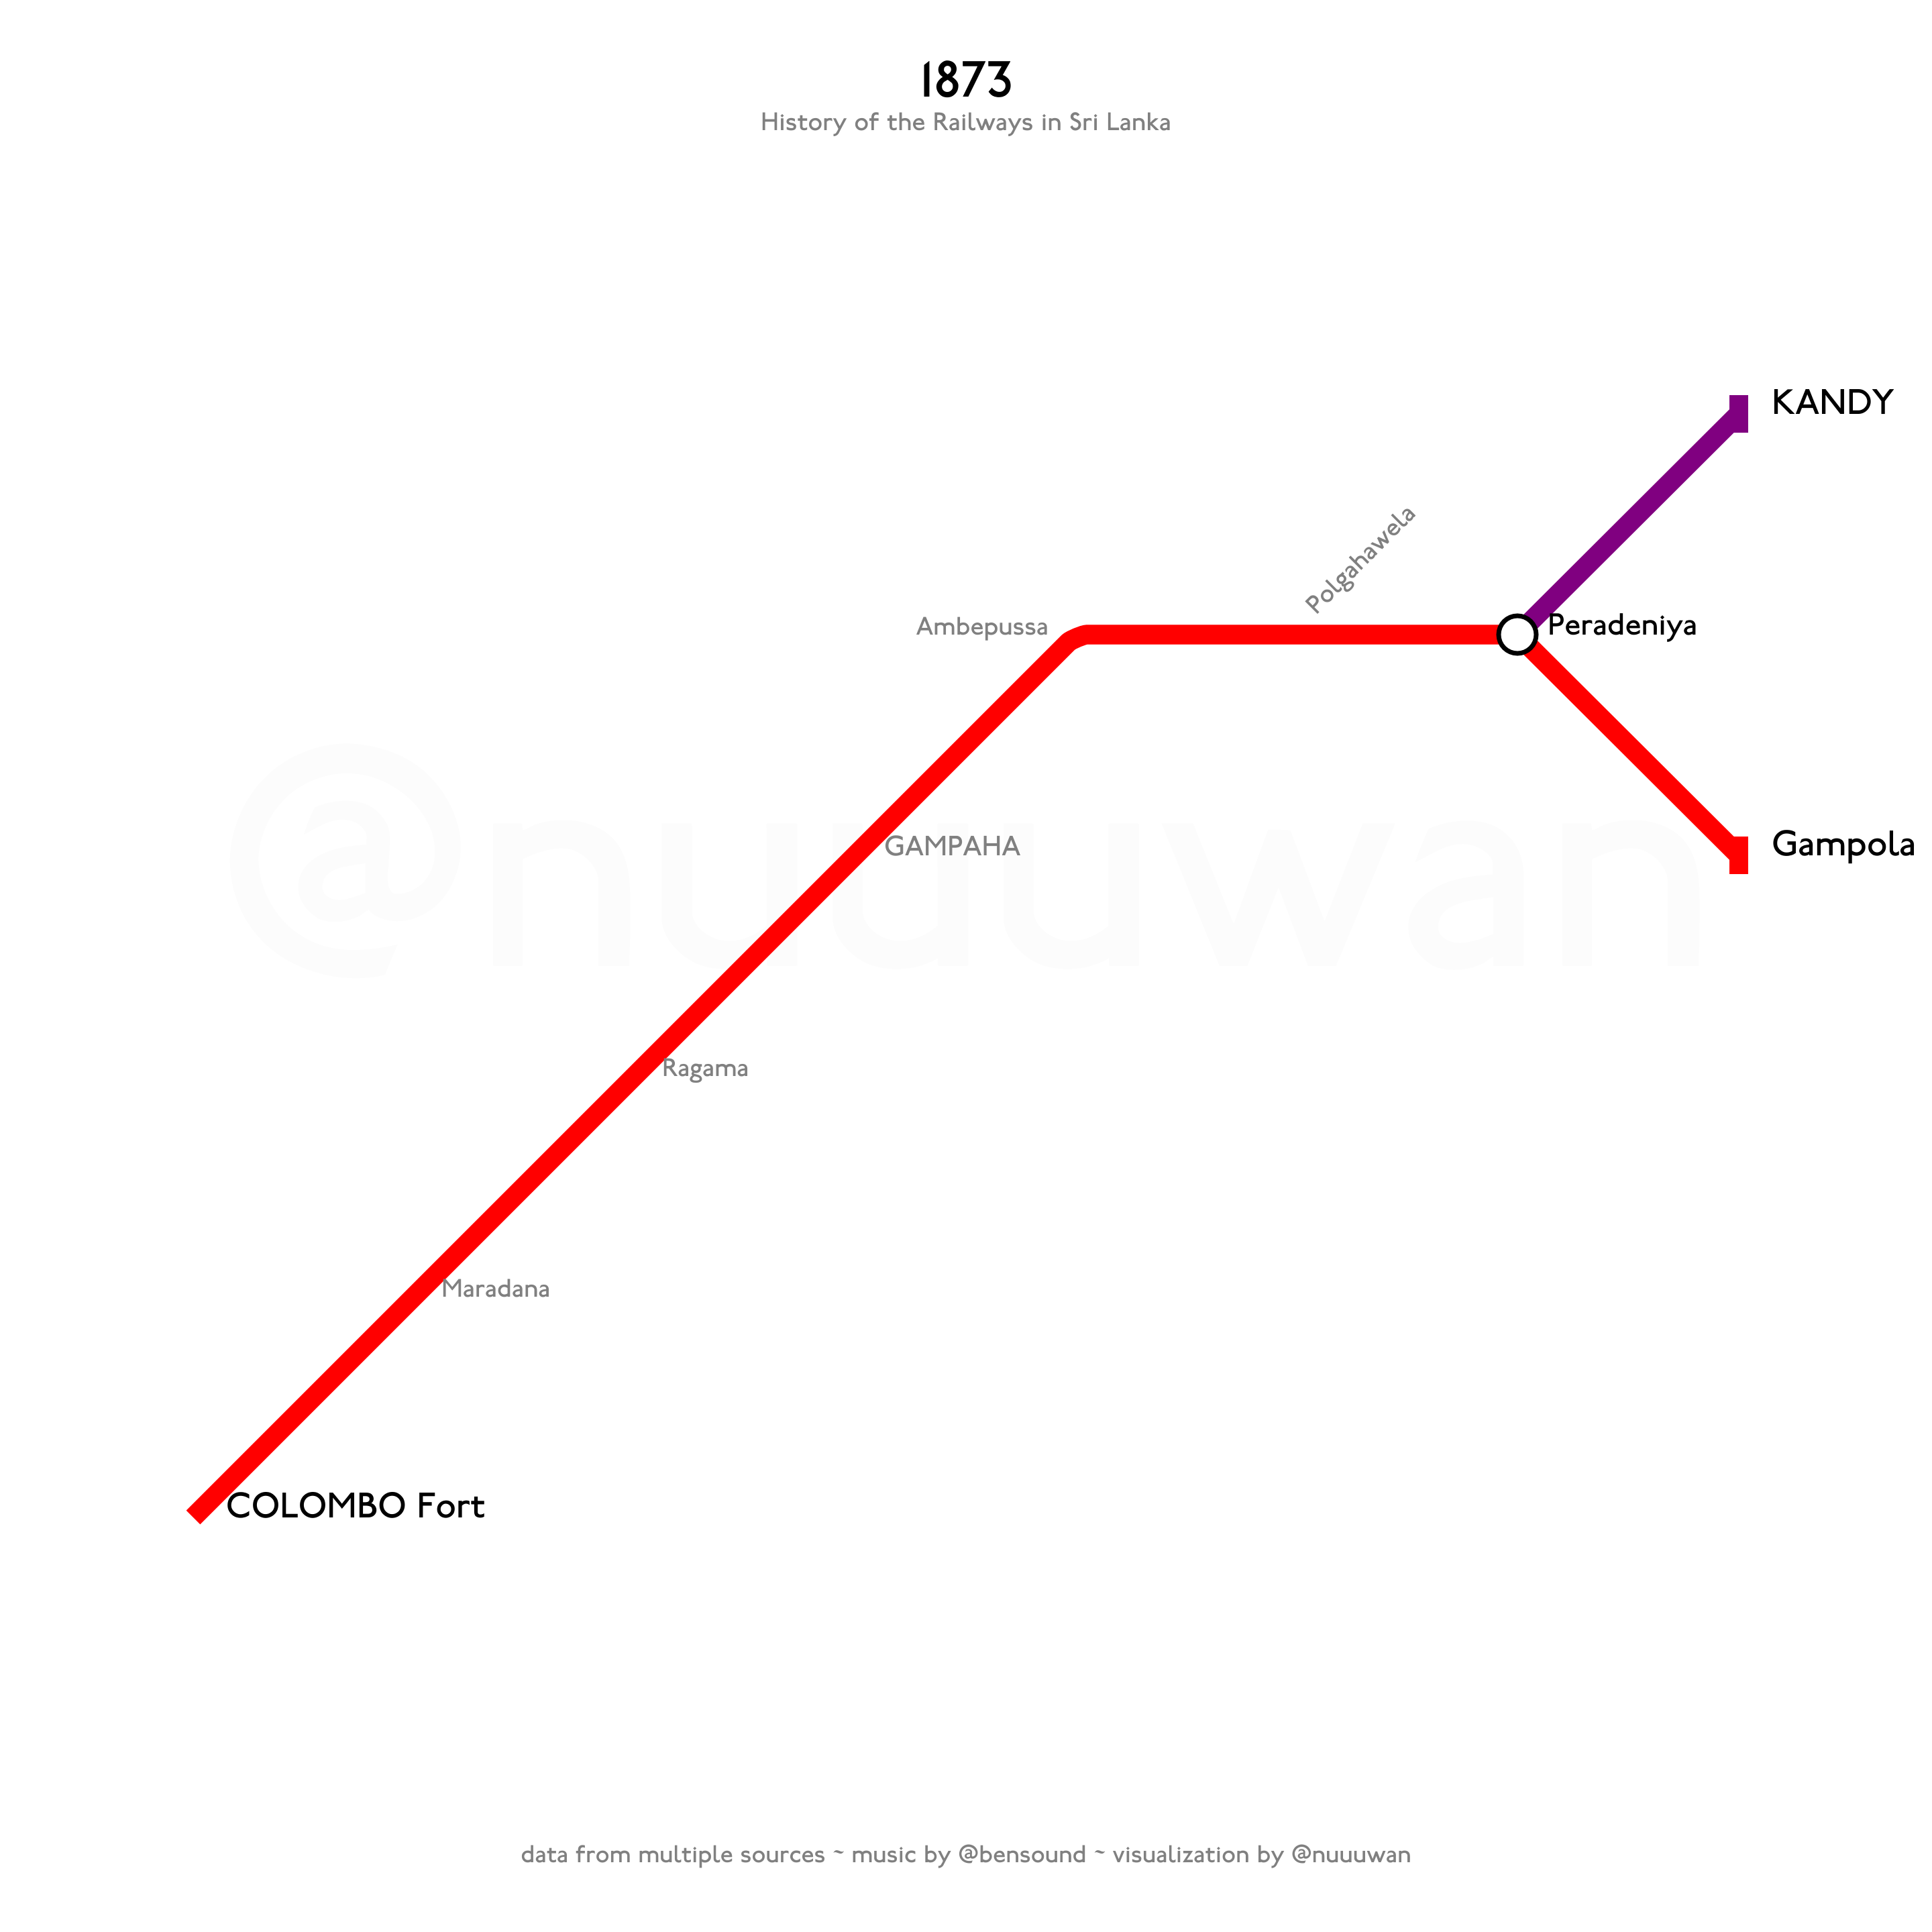 1873
History of the Railways in Sri Lanka
KANDY
Polgahawela
Ambepussa
Peradeniya
GAMPAHA
Gampola
@nuuuwan
Ragama
Maradana
COLOMBO Fort
data from multiple sources ~ music by @bensound ~ visualization by @nuuuwan